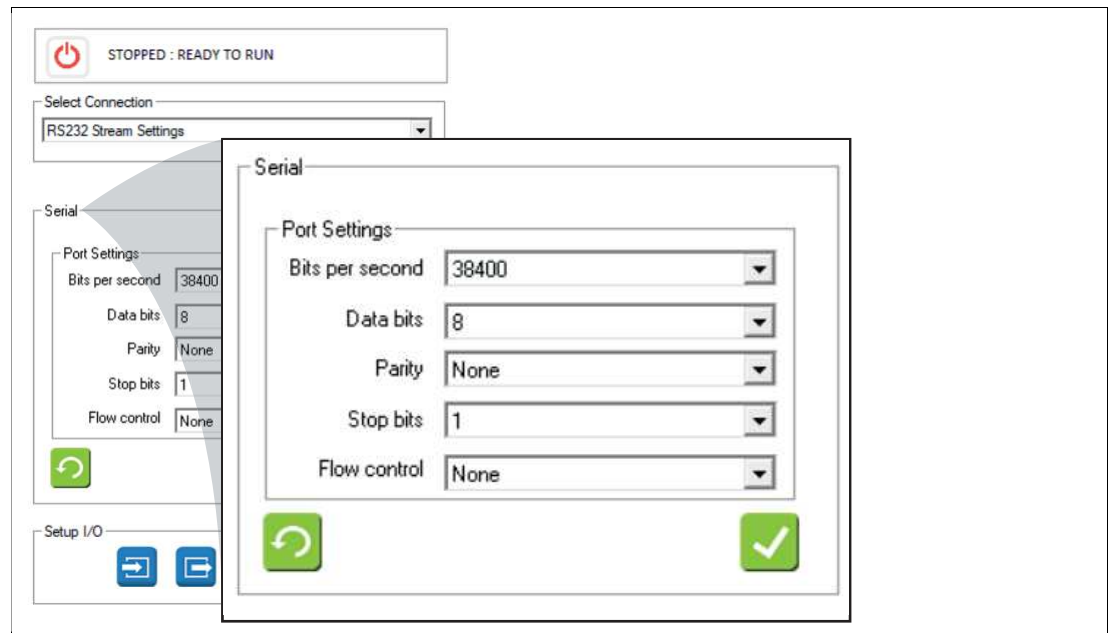 STOPPED : READY TO RUN
Select Connection
RS232 Stream Settings
Serial
Port Settings
Bits per second 38400
Data bits 8
Parity None
Stop bits 1
Flow control None
Setup I/O
Serial
Port Settings
Bits per second 38400
Data bits 8
Parity None
Stop bits 1
Flow control None